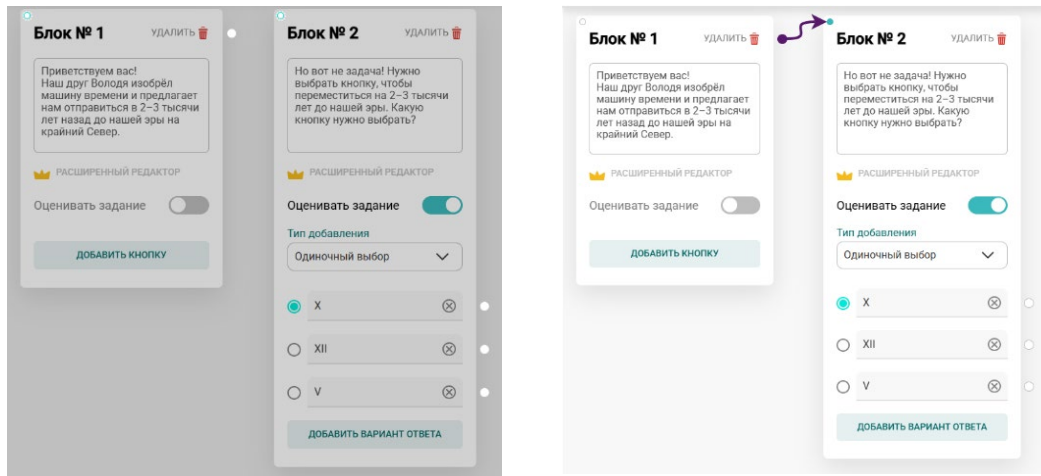 Блок № 1
УДАЛИТЬ
Приветствуем вас!
Наш друг Володя изобрёл
машину времени и предлагает
нам отправиться в 2–3 тысячи
лет назад до нашей эры на
крайний Север.
РАСШИРЕННЫЙ РЕДАКТОР
Оценивать задание
ДОБАВИТЬ КНОПКУ
Блок № 2
УДАЛИТЬ
Но вот не задача! Нужно
выбрать кнопку, чтобы
переместиться на 2–3 тысячи
лет до нашей эры. Какую
кнопку нужно выбрать?
РАСШИРЕННЫЙ РЕДАКТОР
Оценивать задание
Тип добавления
Одиночный выбор
X
XII
V
ДОБАВИТЬ ВАРИАНТ ОТВЕТА
Блок № 1
УДАЛИТЬ
Приветствуем вас!
Наш друг Володя изобрёл
машину времени и предлагает
нам отправиться в 2–3 тысячи
лет назад до нашей эры на
крайний Север.
РАСШИРЕННЫЙ РЕДАКТОР
Оценивать задание
ДОБАВИТЬ КНОПКУ
Блок № 2
УДАЛИТЬ
Но вот не задача! Нужно
выбрать кнопку, чтобы
переместиться на 2–3 тысячи
лет до нашей эры. Какую
кнопку нужно выбрать?
РАСШИРЕННЫЙ РЕДАКТОР
Оценивать задание
Тип добавления
Одиночный выбор
X
XII
V
ДОБАВИТЬ ВАРИАНТ ОТВЕТА